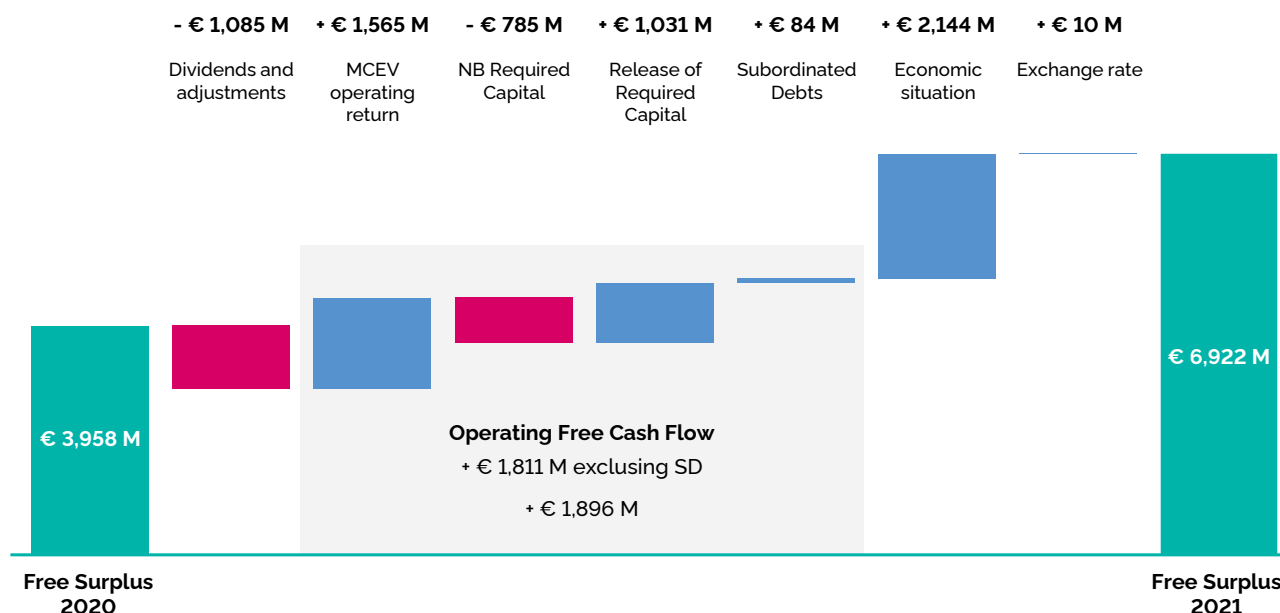 - € 1,085 M
+ € 1,565 M
- € 785 M
+ € 1,031 M
+ € 84 M
+ € 2,144 M
+ € 10 M
Dividends and
adjustments
MCEV
operating
return
NB Required
Capital
Release of
Required
Capital
Subordinated
Debts
Economic
situation
Exchange rate
€ 3,958 M
€ 6,922 M
Operating Free Cash Flow
+ € 1,811 M exclusing SD
+ € 1,896 M
Free Surplus
2020
Free Surplus
2021